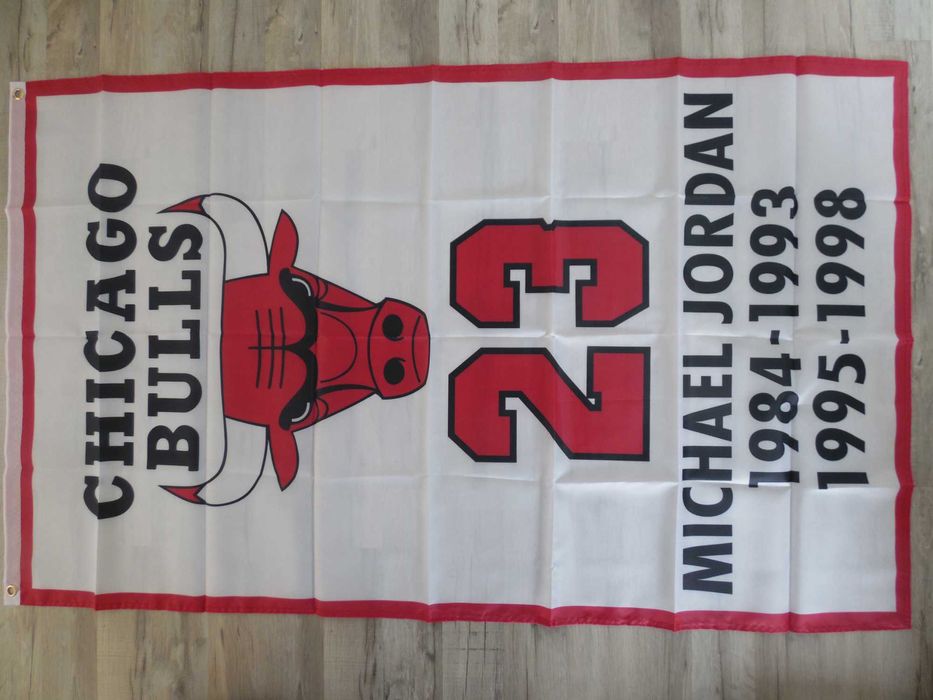 CHICAGO
BULLS
23
MICHAEL JORDAN
1984-1993
1995-1998